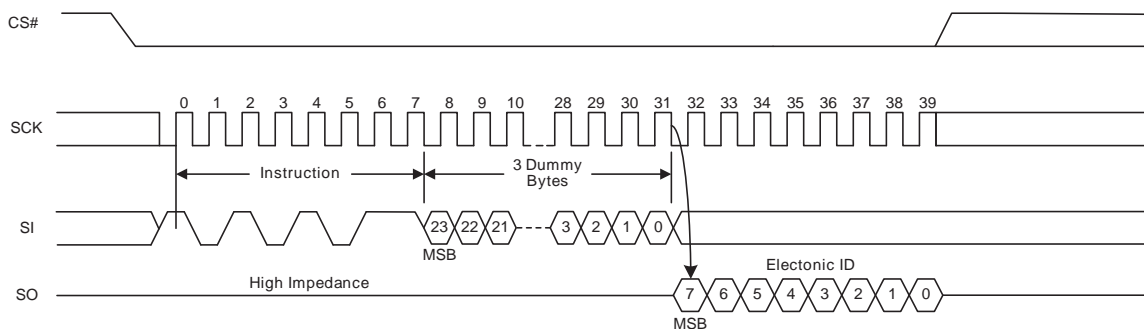 CS#
0 1 2 3 4 5 6 7 8 9 10 28 29 30 31 32 33 34 35 36 37 38 39
SCK
Instruction
3 Dummy
Bytes
SI
23 22 21 3 2 1 0
MSB
High Impedance
Electonic ID
SO
7 6 5 4 3 2 1 0
MSB